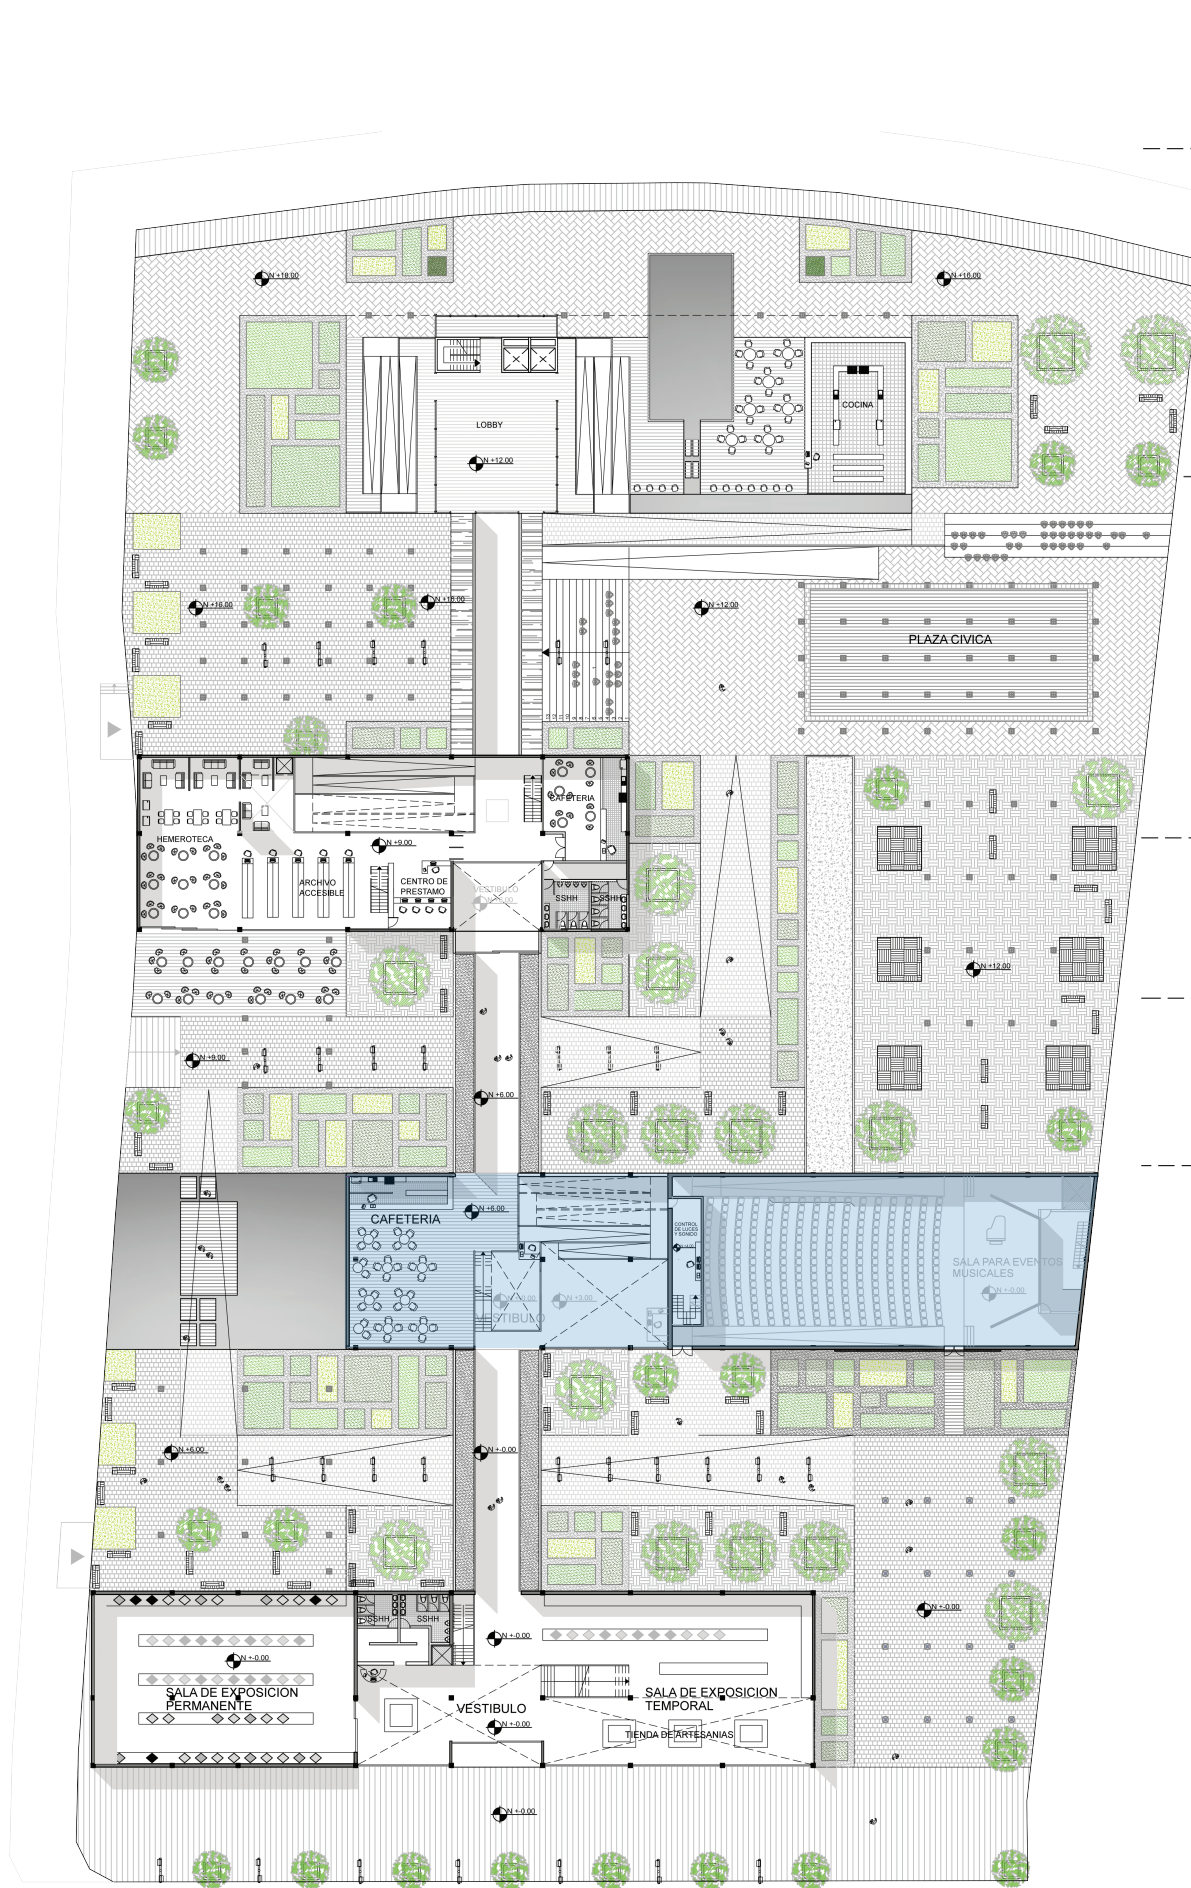 N +18.00
N +16.00
COCINA
LOBBY
N +12.00
N +16.00
N +12.00
PLAZA CIVICA
CAFETERIA
HEMEROTECA
N +9.00
ARCHIVO
ACCESIBLE
CENTRO DE
PRESTAMO
VESTIBULO
SSHH
SSHH
N +12.00
N +9.00
N +6.00
CAFETERIA
N +6.00
CONTROL
DE LUCES
Y SONIDO
SALA PARA EVENTOS
MUSICALES
N +-0.00
N +3.00
VESTIBULO
N +6.00
N +-0.00
N +-0.00
SSHH
SSHH
N +-0.00
N +-0.00
SALA DE EXPOSICION
PERMANENTE
SALA DE EXPOSICION
TEMPORAL
VESTIBULO
N +-0.00
TIENDA DE ARTESANIAS
N +-0.00